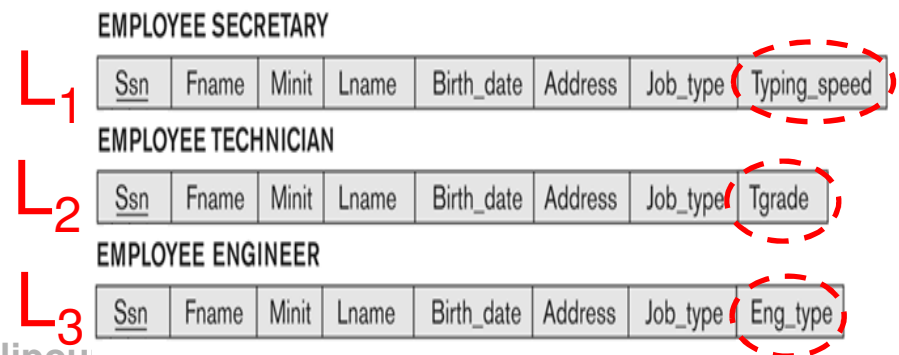 EMPLOYEE SECRETARY
L1 Ssn Fname Minit Lname Birth_date Address Job_type Typing_speed
EMPLOYEE TECHNICIAN
L2 Ssn Fname Minit Lname Birth_date Address Job_type Tgrade
EMPLOYEE ENGINEER
L3 Ssn Fname Minit Lname Birth_date Address Job_type Eng_type